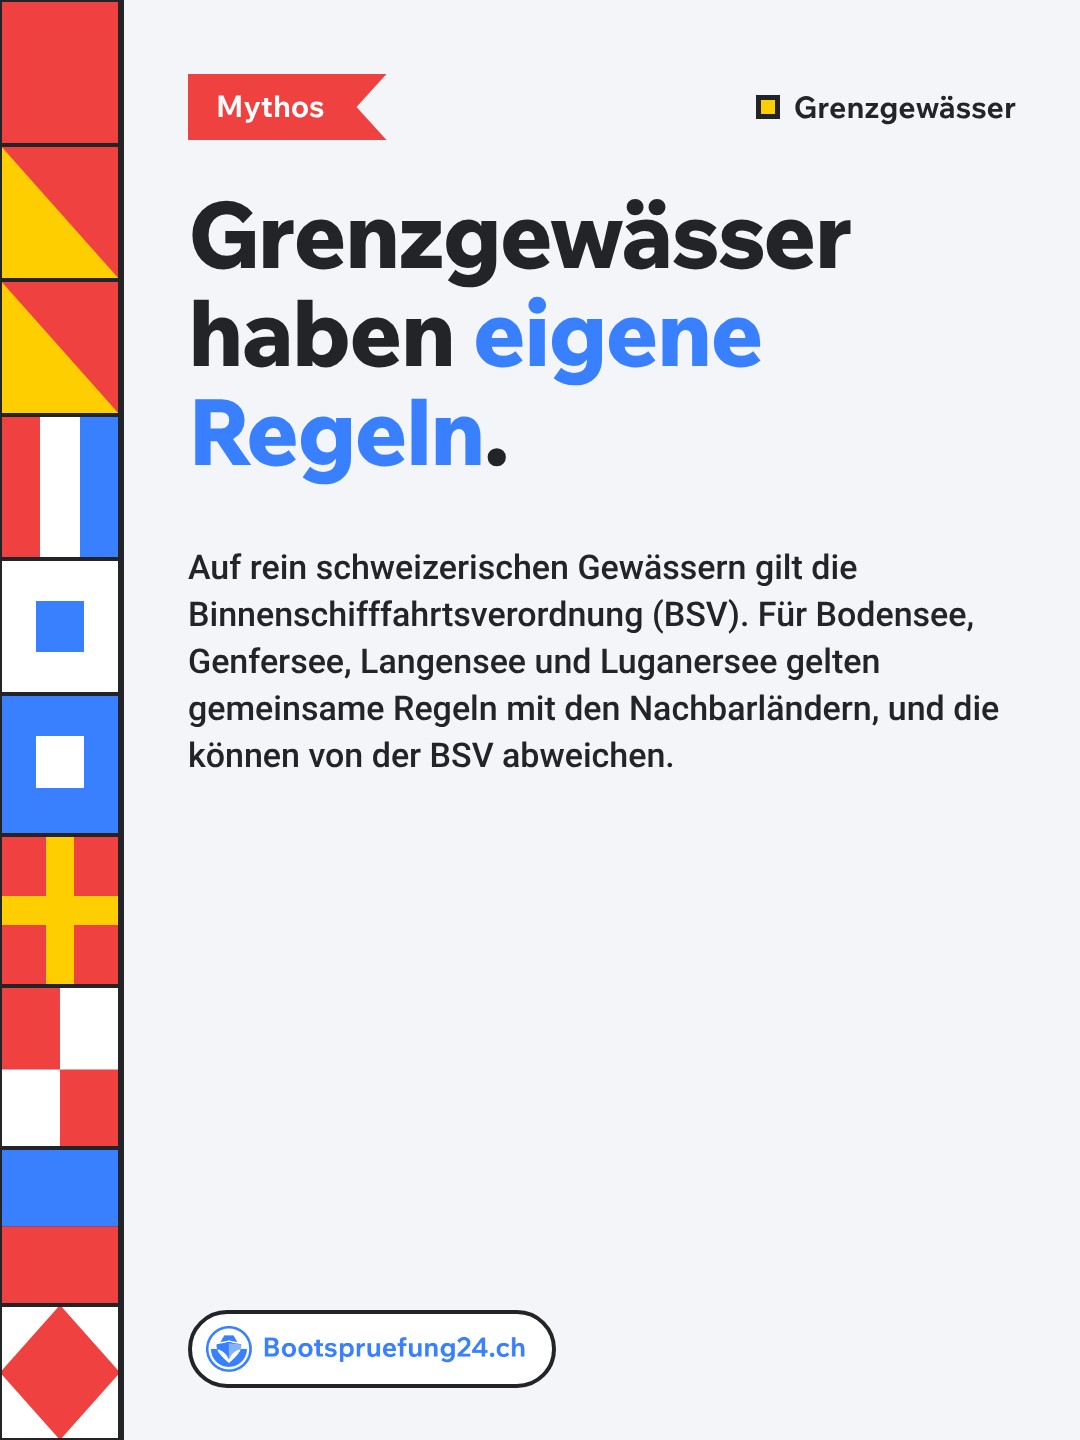 Mythos
Grenzgewässer
Grenzgewässer
haben eigene
Regeln.
Auf rein schweizerischen Gewässern gilt die
Binnenschifffahrtsverordnung (BSV). Für Bodensee,
Genfersee, Langensee und Luganersee gelten
gemeinsame Regeln mit den Nachbarländern, und die
können von der BSV abweichen.
Bootspruefung24.ch